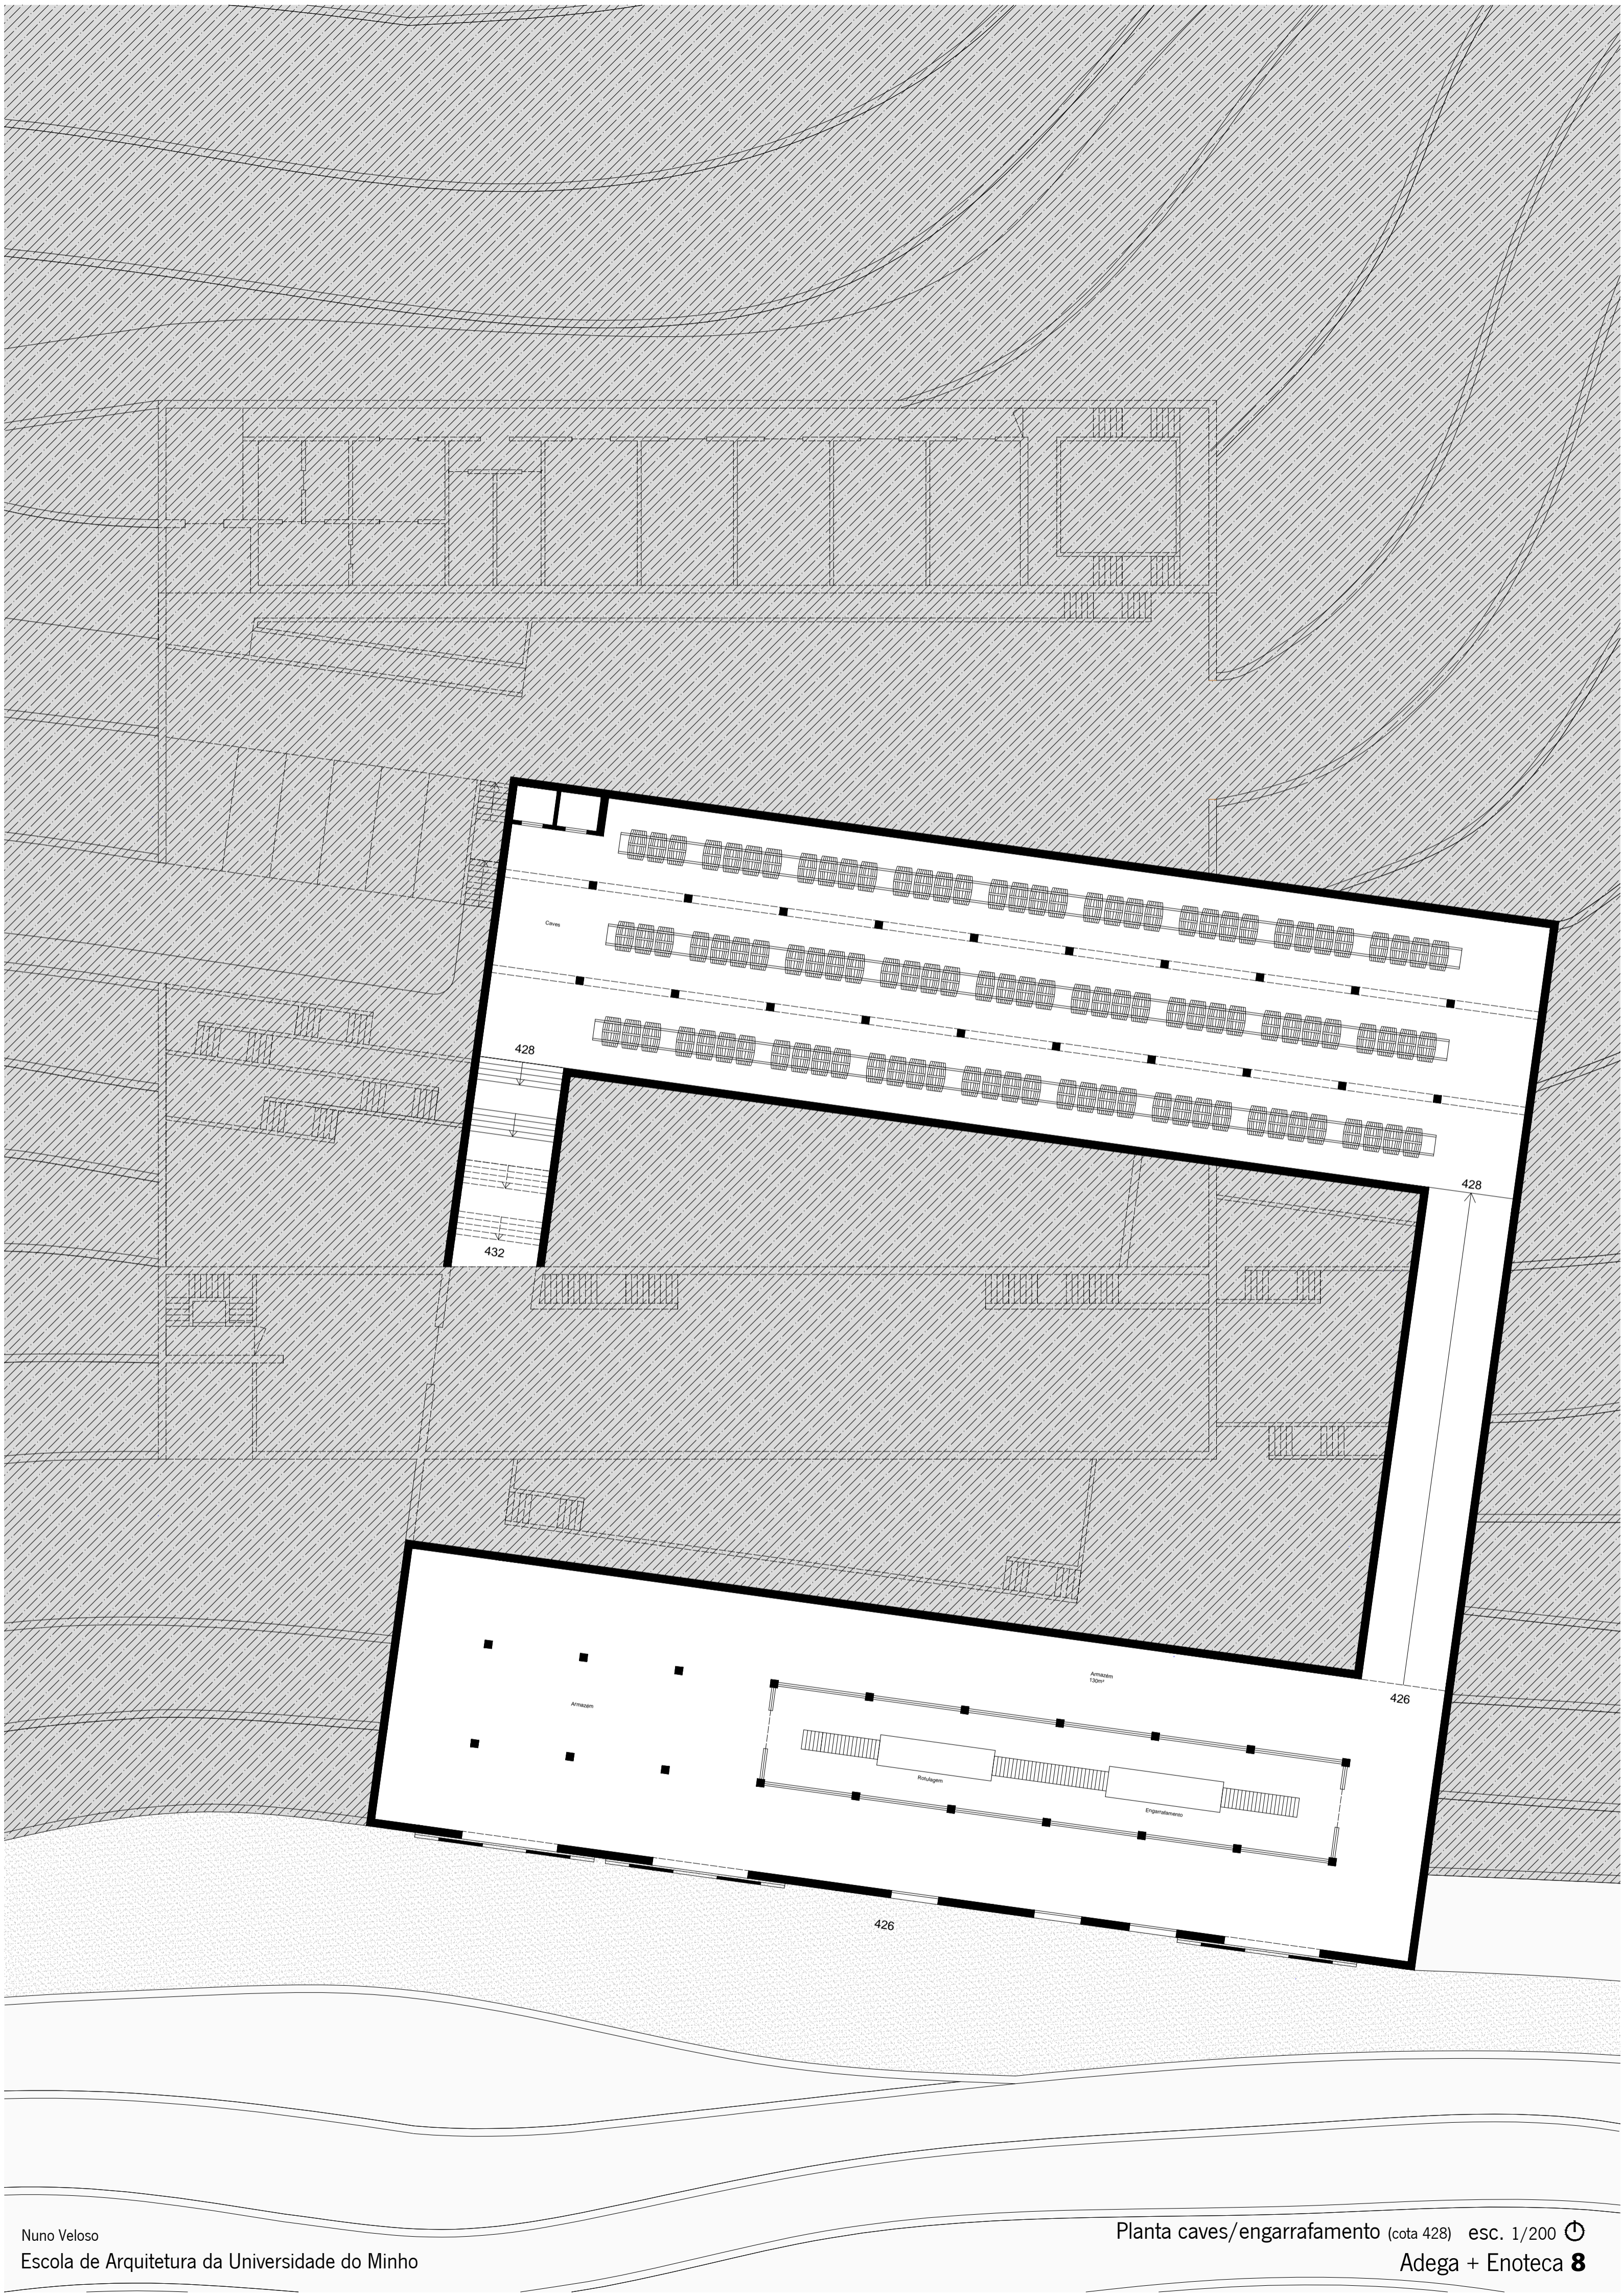 Caves
428
432
428
Armazém
130m²
426
Armazém
Rotulagem
Engarrafamento
426
Nuno Veloso
Escola de Arquitetura da Universidade do Minho
Planta caves/engarrafamento (cota 428) esc. 1/200
Adega + Enoteca 8